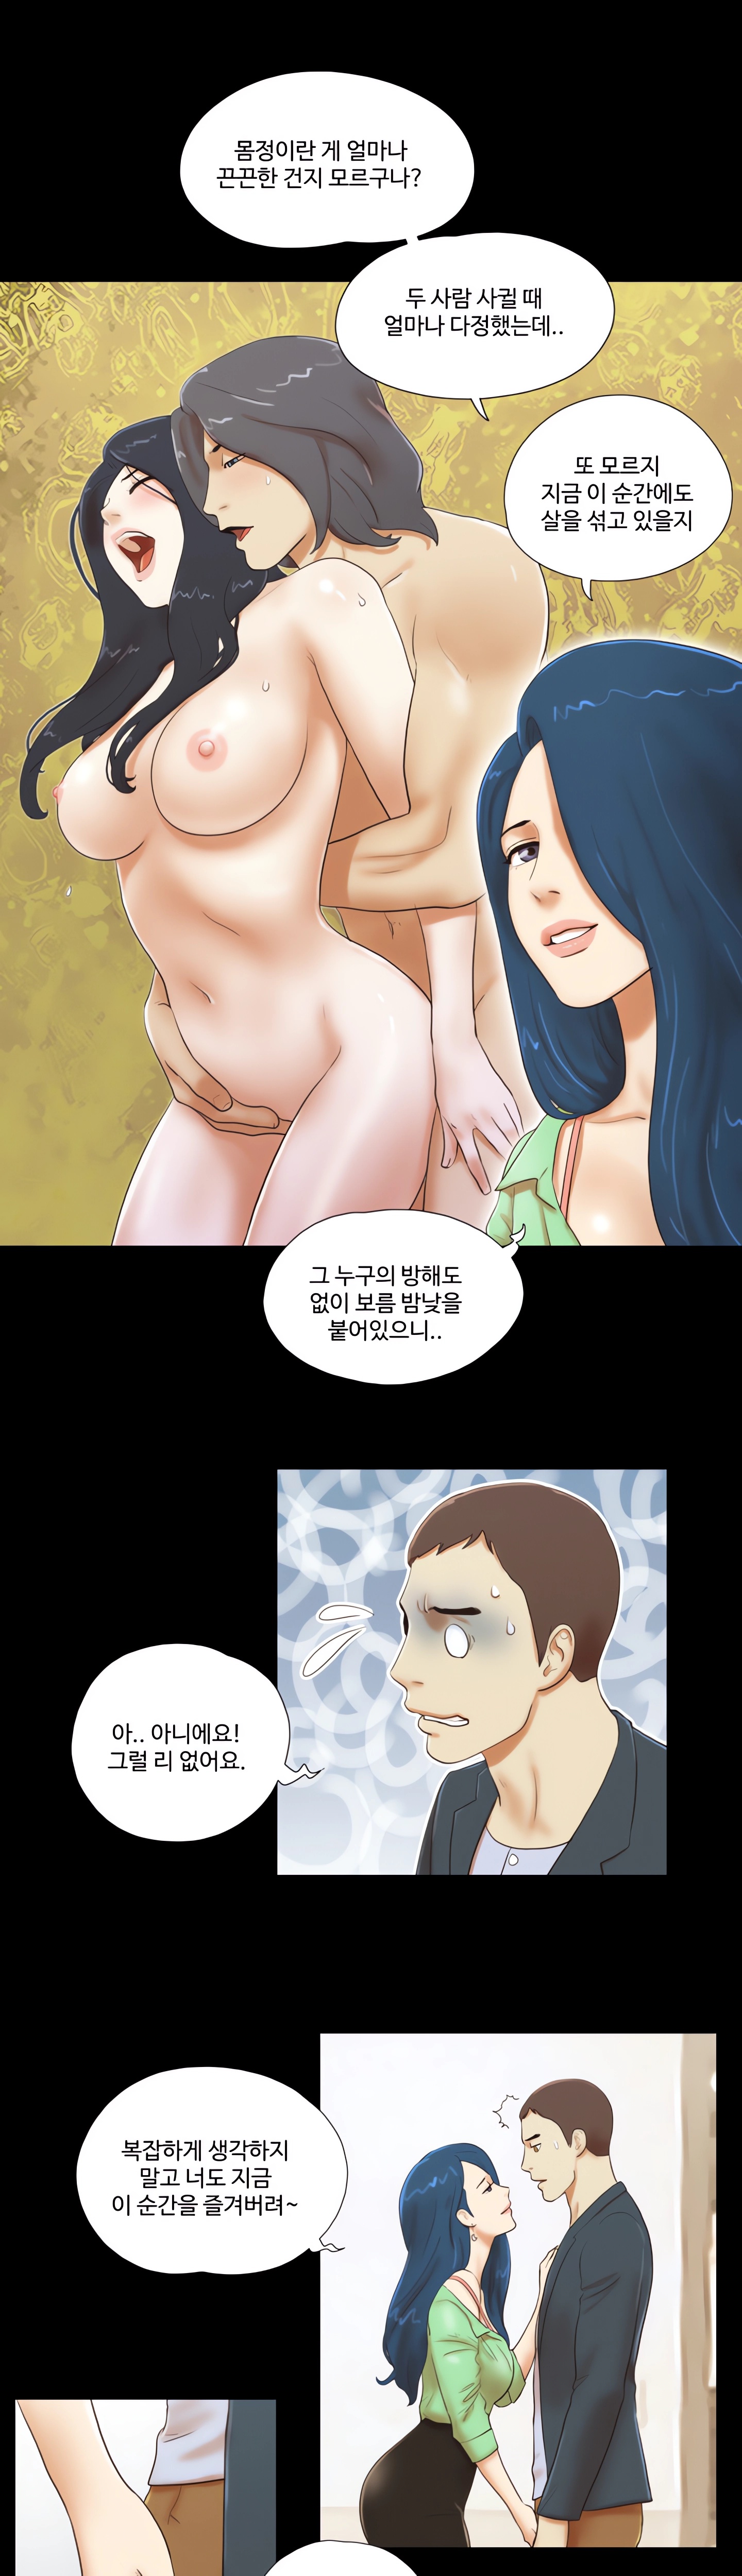 몸정이란 게 얼마나
끈끈한 건지 모르구나?
두 사람 사귈 때
얼마나 다정했는데..
또 모르지
지금 이 순간에도
살을 섞고 있을지
그 누구의 방해도
없이 보름 밤낮을
붙어있으니..
아.. 아니에요!
그럴 리 없어요.
복잡하게 생각하지
말고 너도 지금
이 순간을 즐겨버려~